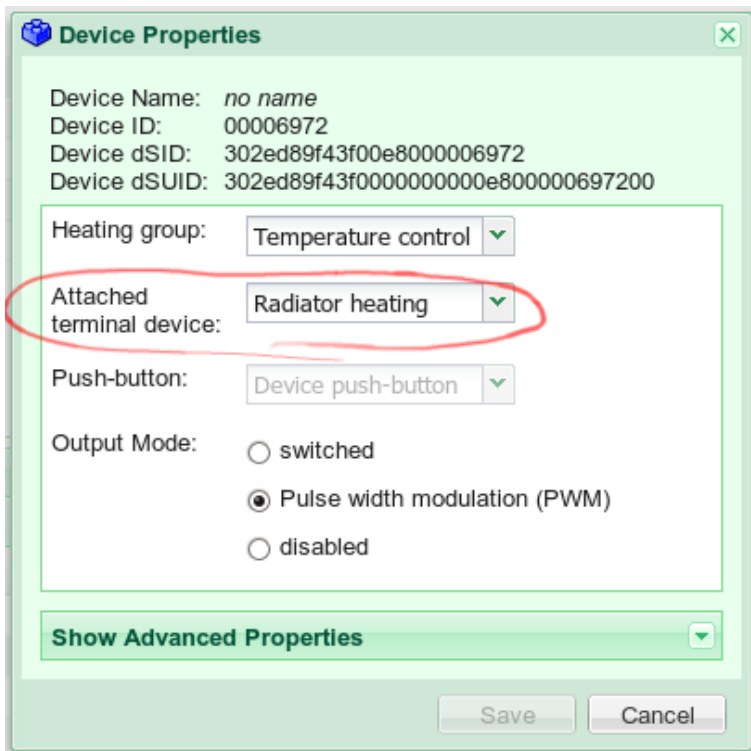 Device Properties
Device Name: no name
Device ID: 00006972
Device dSID: 302ed89f43f00e8000006972
Device dSUID: 302ed89f43f0000000000e800000697200
Heating group: Temperature control
Attached
terminal device: Radiator heating
Push-button: Device push-button
Output Mode: switched
Pulse width modulation (PWM)
disabled
Show Advanced Properties
Save Cancel